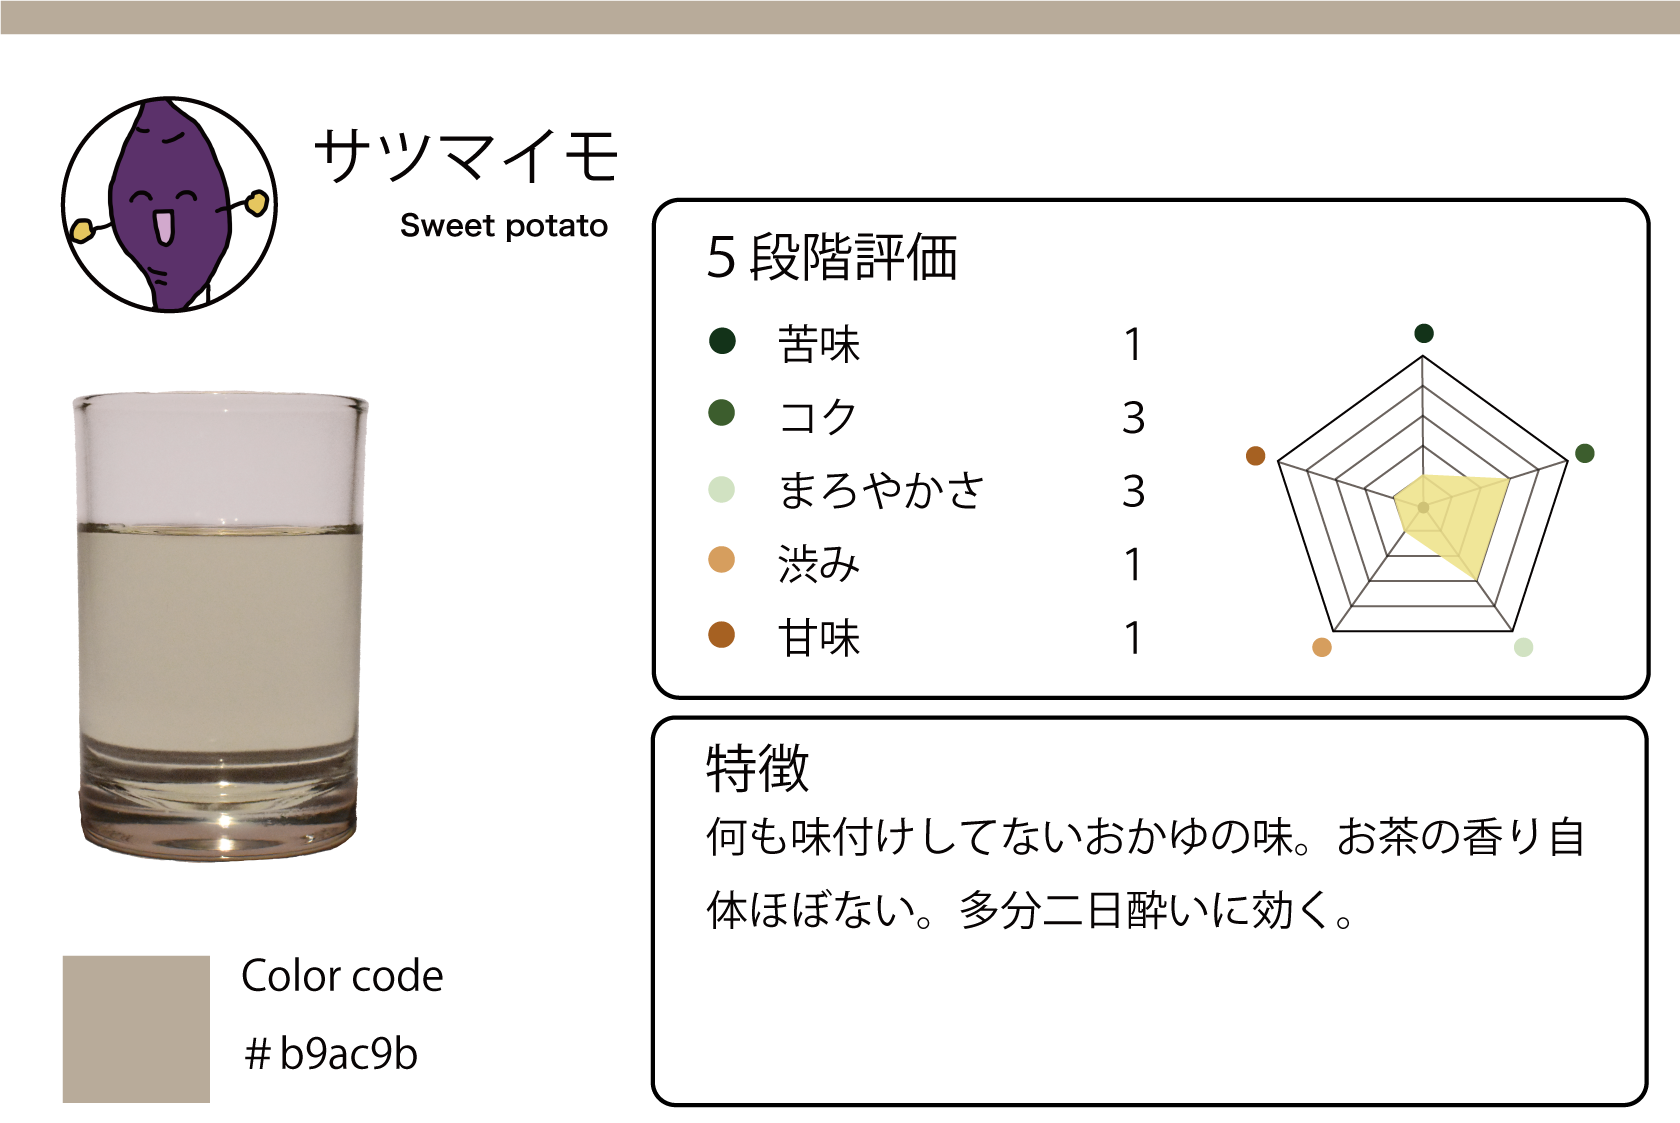 サツマイモ
Sweet potato
5 段階評価
苦味 1
コク 3
まろやかさ 3
渋み 1
甘味 1
特徴
何も味付けしてないおかゆの味。お茶の香り自
体ほぼない。多分二日酔いに効く。
Color code
# b9ac9b